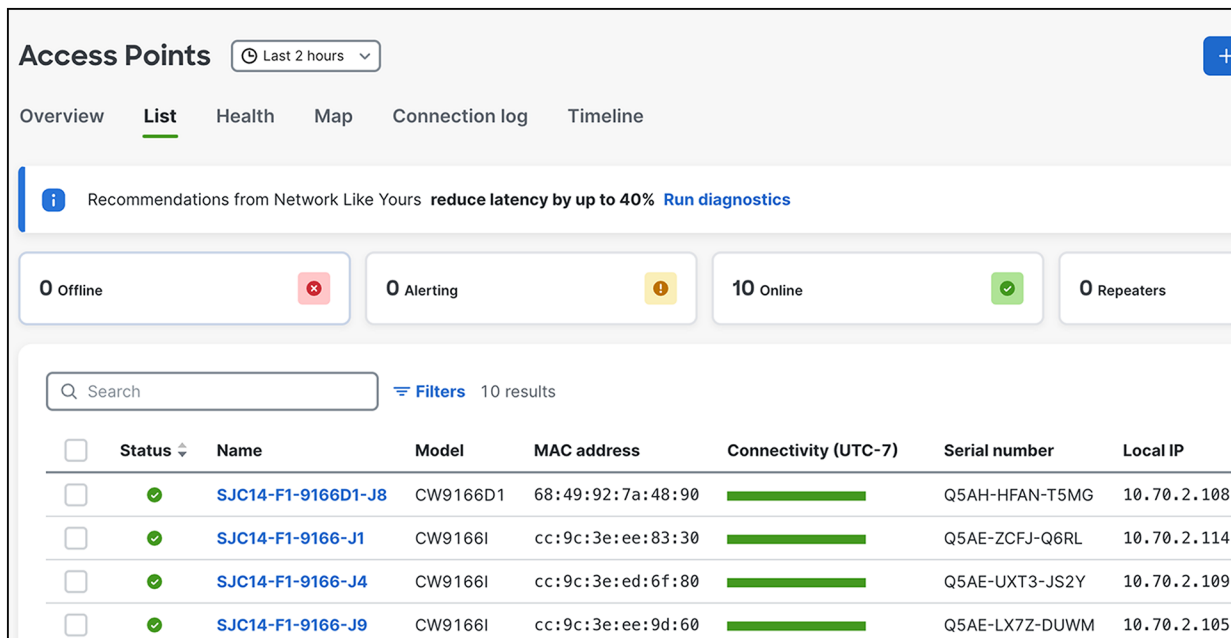 Access Points Last 2 hours
Overview List Health Map Connection log Timeline
Recommendations from Network Like Yours reduce latency by up to 40% Run diagnostics
0 Offline 0 Alerting 10 Online 0 Repeaters
Search Filters 10 results
Status Name Model MAC address Connectivity (UTC-7) Serial number Local IP
SJC14-F1-9166D1-J8 CW9166D1 68:49:92:7a:48:90 Q5AH-HFAN-T5MG 10.70.2.108
SJC14-F1-9166-J1 CW9166I cc:9c:3e:ee:83:30 Q5AE-ZCFJ-Q6RL 10.70.2.114
SJC14-F1-9166-J4 CW9166I cc:9c:3e:ed:6f:80 Q5AE-UXT3-JS2Y 10.70.2.109
SJC14-F1-9166-J9 CW9166I cc:9c:3e:ee:9d:60 Q5AE-LX7Z-DUWM 10.70.2.105